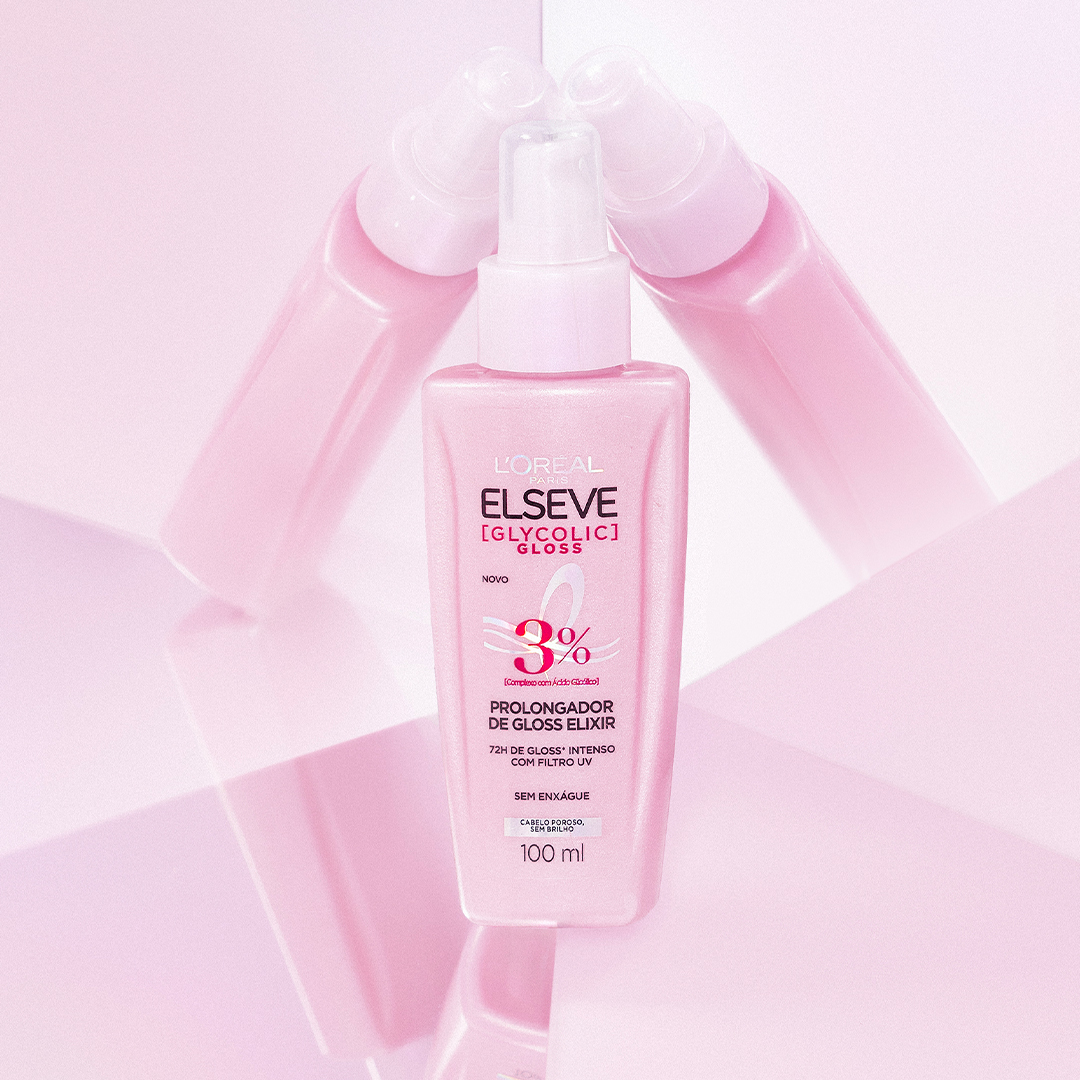 L'ORÉAL
PARIS
ELSEVE
[GLYCOLIC]
GLOSS
NOVO
3%
[Complexo com Ácido Glicólico]
PROLONGADOR
DE GLOSS ELIXIR
72H DE GLOSS* INTENSO
COM FILTRO UV
SEM ENXÁGUE
CABELO POROSO,
SEM BRILHO
100 ml